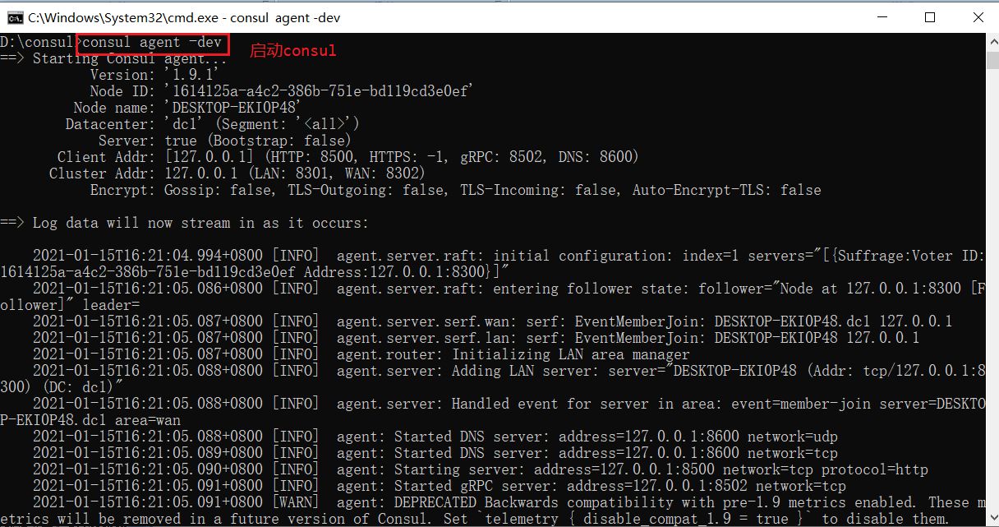 C:\Windows\System32\cmd.exe - consul  agent -dev
D:\consul>consul agent -dev
启动consul
==> Starting Consul agent...
Version: '1.9.1'
Node ID: '1614125a-a4c2-386b-751e-bd119cd3e0ef'
Node name: 'DESKTOP-EKI0P48'
Datacenter: 'dc1' (Segment: '<all>')
Server: true (Bootstrap: false)
Client Addr: [127.0.0.1] (HTTP: 8500, HTTPS: -1, gRPC: 8502, DNS: 8600)
Cluster Addr: 127.0.0.1 (LAN: 8301, WAN: 8302)
Encrypt: Gossip: false, TLS-Outgoing: false, TLS-Incoming: false, Auto-Encrypt-TLS: false
==> Log data will now stream in as it occurs:
2021-01-15T16:21:04.994+0800 [INFO]  agent.server.raft: initial configuration: index=1 servers="[{Suffrage:Voter ID:
1614125a-a4c2-386b-751e-bd119cd3e0ef Address:127.0.0.1:8300}]"
2021-01-15T16:21:05.086+0800 [INFO]  agent.server.raft: entering follower state: follower="Node at 127.0.0.1:8300 [F
ollower]" leader=
2021-01-15T16:21:05.087+0800 [INFO]  agent.server.serf.wan: serf: EventMemberJoin: DESKTOP-EKI0P48.dc1 127.0.0.1
2021-01-15T16:21:05.087+0800 [INFO]  agent.server.serf.lan: serf: EventMemberJoin: DESKTOP-EKI0P48 127.0.0.1
2021-01-15T16:21:05.087+0800 [INFO]  agent.router: Initializing LAN area manager
2021-01-15T16:21:05.088+0800 [INFO]  agent.server: Adding LAN server: server="DESKTOP-EKI0P48 (Addr: tcp/127.0.0.1:8
300) (DC: dc1)"
2021-01-15T16:21:05.088+0800 [INFO]  agent.server: Handled event for server in area: event=member-join server=DESKTO
P-EKI0P48.dc1 area=wan
2021-01-15T16:21:05.088+0800 [INFO]  agent: Started DNS server: address=127.0.0.1:8600 network=udp
2021-01-15T16:21:05.089+0800 [INFO]  agent: Started DNS server: address=127.0.0.1:8600 network=tcp
2021-01-15T16:21:05.090+0800 [INFO]  agent: Starting server: address=127.0.0.1:8500 network=tcp protocol=http
2021-01-15T16:21:05.091+0800 [INFO]  agent: Started gRPC server: address=127.0.0.1:8502 network=tcp
2021-01-15T16:21:05.091+0800 [WARN]  agent: DEPRECATED Backwards compatibility with pre-1.9 metrics enabled. These m
etrics will be removed in a future version of Consul. Set `telemetry { disable_compat_1.9 = true }` to disable them.